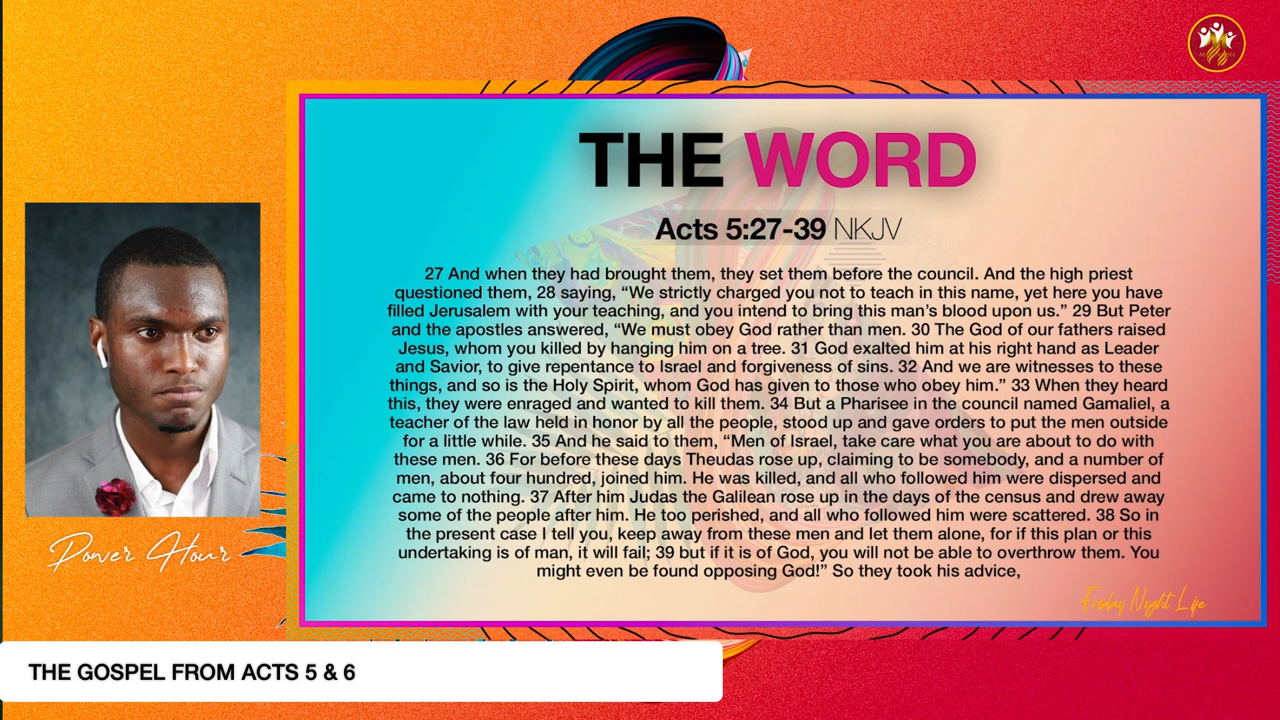 THE WORD
Acts 5:27-39 NKJV
27 And when they had brought them, they set them before the council. And the high priest
questioned them, 28 saying, “We strictly charged you not to teach in this name, yet here you have
filled Jerusalem with your teaching, and you intend to bring this man’s blood upon us.” 29 But Peter
and the apostles answered, “We must obey God rather than men. 30 The God of our fathers raised
Jesus, whom you killed by hanging him on a tree. 31 God exalted him at his right hand as Leader
and Savior, to give repentance to Israel and forgiveness of sins. 32 And we are witnesses to these
things, and so is the Holy Spirit, whom God has given to those who obey him.” 33 When they heard
this, they were enraged and wanted to kill them. 34 But a Pharisee in the council named Gamaliel, a
teacher of the law held in honor by all the people, stood up and gave orders to put the men outside
for a little while. 35 And he said to them, “Men of Israel, take care what you are about to do with
these men. 36 For before these days Theudas rose up, claiming to be somebody, and a number of
men, about four hundred, joined him. He was killed, and all who followed him were dispersed and
came to nothing. 37 After him Judas the Galilean rose up in the days of the census and drew away
some of the people after him. He too perished, and all who followed him were scattered. 38 So in
the present case I tell you, keep away from these men and let them alone, for if this plan or this
undertaking is of man, it will fail; 39 but if it is of God, you will not be able to overthrow them. You
might even be found opposing God!” So they took his advice,
Friday Night Life
Power Hour
THE GOSPEL FROM ACTS 5 & 6